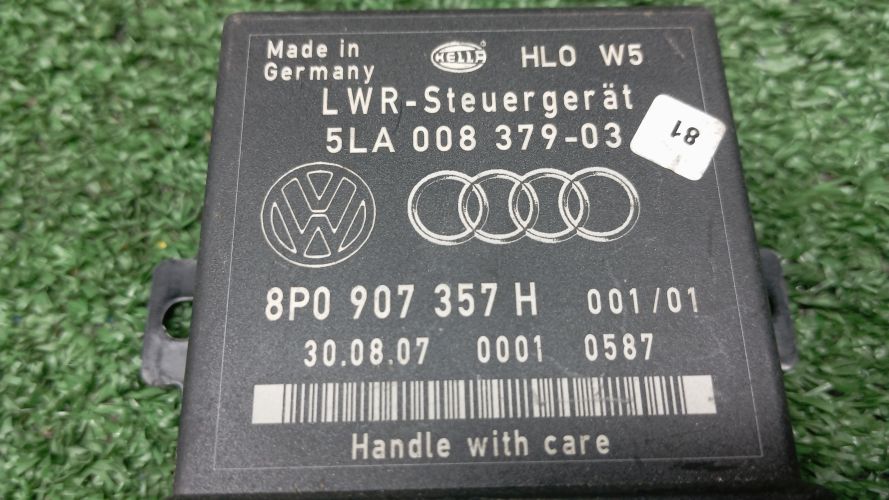 Made in
Germany
HELLA
HLO W5
LWR-Steuergerät
5LA 008 379-03
81
8P0 907 357 H 001/01
30.08.07 0001 0587
Handle with care